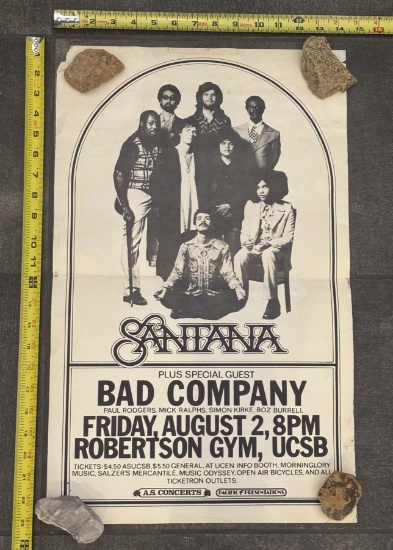 SANTANA
PLUS SPECIAL GUEST
BAD COMPANY
PAUL RODGERS, MICK RALPHS, SIMON KIRKE, BOZ BURRELL
FRIDAY, AUGUST 2, 8PM
ROBERTSON GYM, UCSB
TICKETS: $4.50 ASUCSB, $5.50 GENERAL, AT UCEN INFO BOOTH, MORNINGLORY
MUSIC, SALZER'S MERCANTILE, MUSIC ODYSSEY, OPEN AIR BICYCLES, AND ALL
TICKETRON OUTLETS.
A.S. CONCERTS PACIFIC PRESENTATIONS